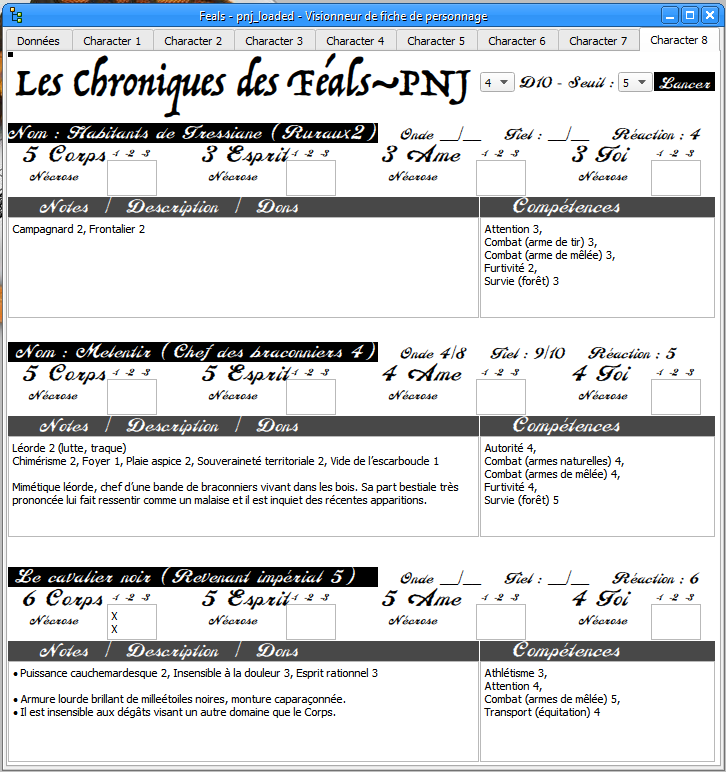 Feals - pnj_loaded - Visionneur de fiche de personnage
Données Character 1 Character 2 Character 3 Character 4 Character 5 Character 6 Character 7 Character 8
Les Chroniques des Féals~PNJ 4 D10 - Seuil : 5 Lancer
Nom : Habitants de Tressiane (Ruraux2) Onde __/__ Fiel : __/__ Réaction : 4
5 Corps 1 - 2 - 3 3 Esprit 1 - 2 - 3 3 Ame 1 - 2 - 3 3 Foi 1 - 2 - 3
Nécrose Nécrose Nécrose Nécrose
Notes / Description / Dons Compétences
Campagnard 2, Frontalier 2
Attention 3,
Combat (arme de tir) 3,
Combat (arme de mêlée) 3,
Furtivité 2,
Survie (forêt) 3
Nom : Melentir (Chef des braconniers 4) Onde 4/8 Fiel : 9/10 Réaction : 5
5 Corps 1 - 2 - 3 5 Esprit 1 - 2 - 3 4 Ame 1 - 2 - 3 4 Foi 1 - 2 - 3
Nécrose Nécrose Nécrose Nécrose
Notes / Description / Dons Compétences
Léorde 2 (lutte, traque)
Chimérisme 2, Foyer 1, Plaie aspice 2, Souveraineté territoriale 2, Vide de l'escarboucle 1
Mimétique léorde, chef d'une bande de braconniers vivant dans les bois. Sa part bestiale très
prononcée lui fait ressentir comme un malaise et il est inquiet des récentes apparitions.
Autorité 4,
Combat (armes naturelles) 4,
Combat (armes de mêlée) 4,
Furtivité 4,
Survie (forêt) 5
Le cavalier noir (Revenant impérial 5) Onde __/__ Fiel : __/__ Réaction : 6
6 Corps 1 - 2 - 3 5 Esprit 1 - 2 - 3 5 Ame 1 - 2 - 3 4 Foi 1 - 2 - 3
Nécrose X Nécrose Nécrose Nécrose
X
Notes / Description / Dons Compétences
• Puissance cauchemardesque 2, Insensible à la douleur 3, Esprit rationnel 3
• Armure lourde brillant de milleétoiles noires, monture caparaçonnée.
• Il est insensible aux dégâts visant un autre domaine que le Corps.
Athlétisme 3,
Attention 4,
Combat (armes de mêlée) 5,
Transport (équitation) 4